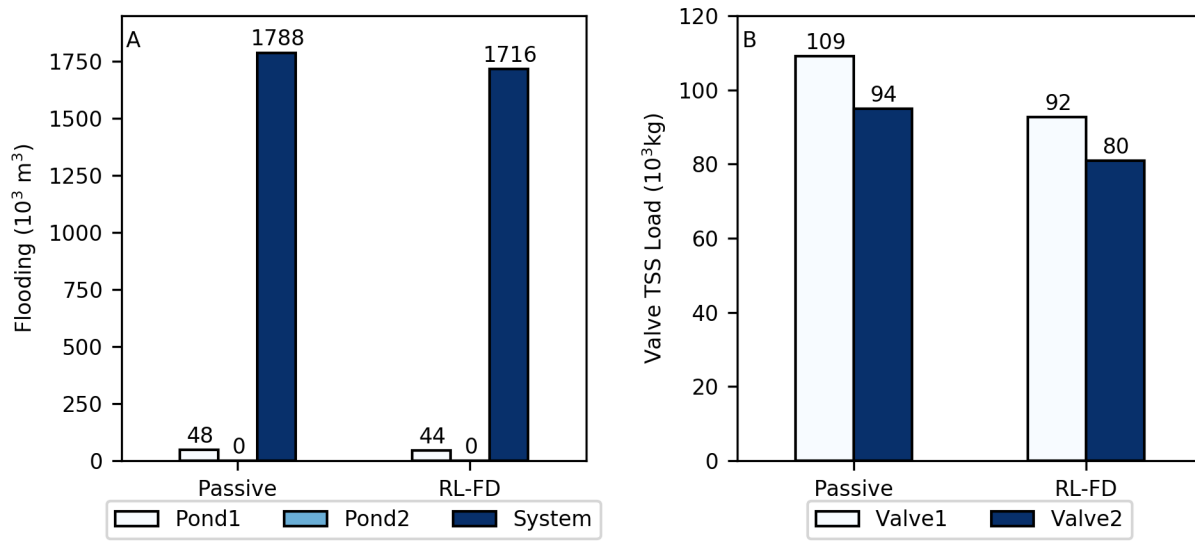 A
Flooding (10³ m³)
1750
1500
1250
1000
750
500
250
0
48
0
1788
44
0
1716
Passive
RL-FD
Pond1
Pond2
System
B
Valve TSS Load (10³kg)
120
100
80
60
40
20
0
109
94
92
80
Passive
RL-FD
Valve1
Valve2